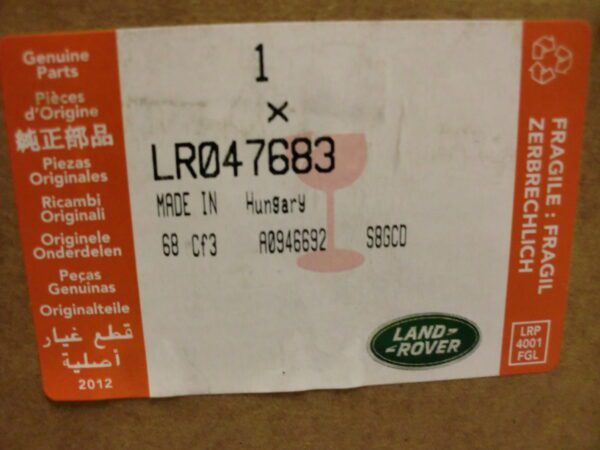 Genuine
Parts
Pièces
d'Origine
純正部品
Piezas
Originales
Ricambi
Originali
Originele
Onderdelen
Peças
Genuinas
Originalteile
قطع غيار
أصلية
2012
1
×
LR047683
MADE IN Hungary
68 Cf3 A0946692 S8GCD
LAND-
-ROVER
FRAGILE : FRAGIL
ZERBRECHLICH
LRP
4001
FGL